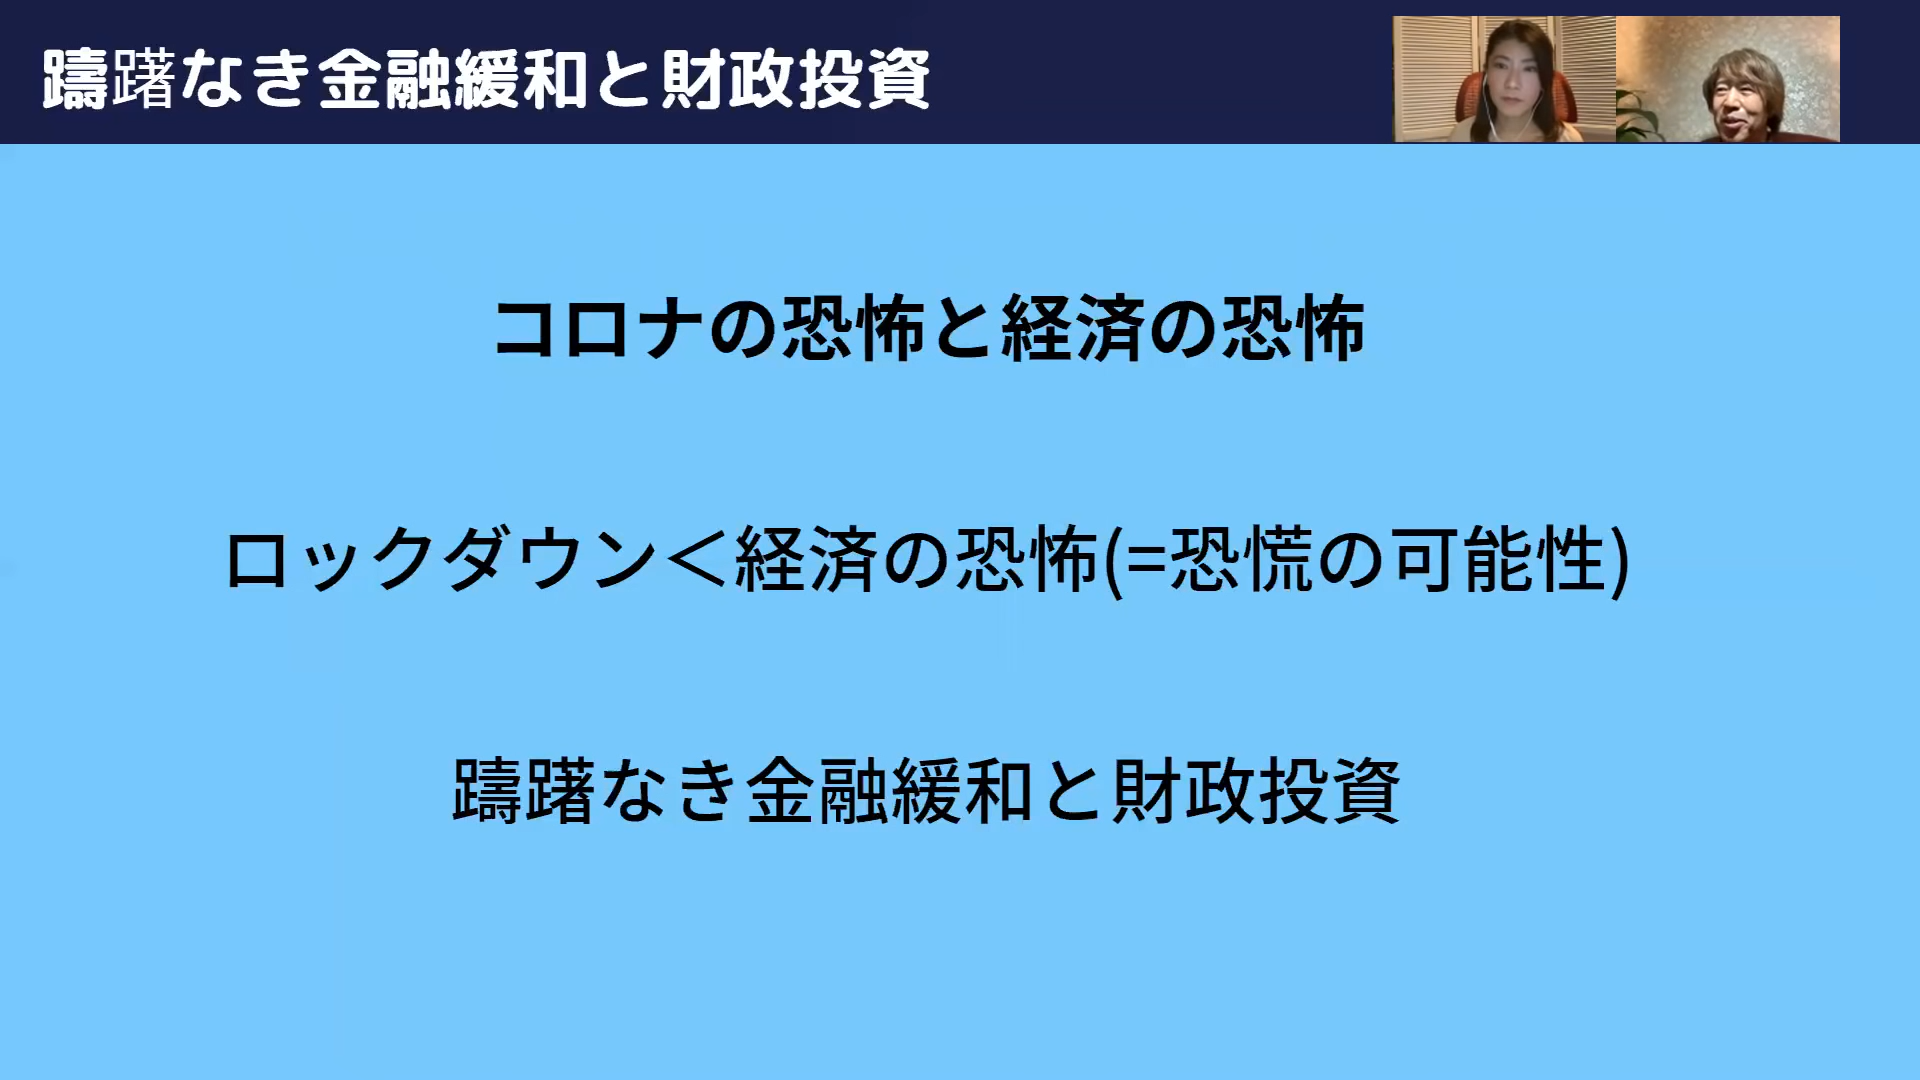 躊躇なき金融緩和と財政投資
コロナの恐怖と経済の恐怖
ロックダウン＜経済の恐怖(=恐慌の可能性)
躊躇なき金融緩和と財政投資